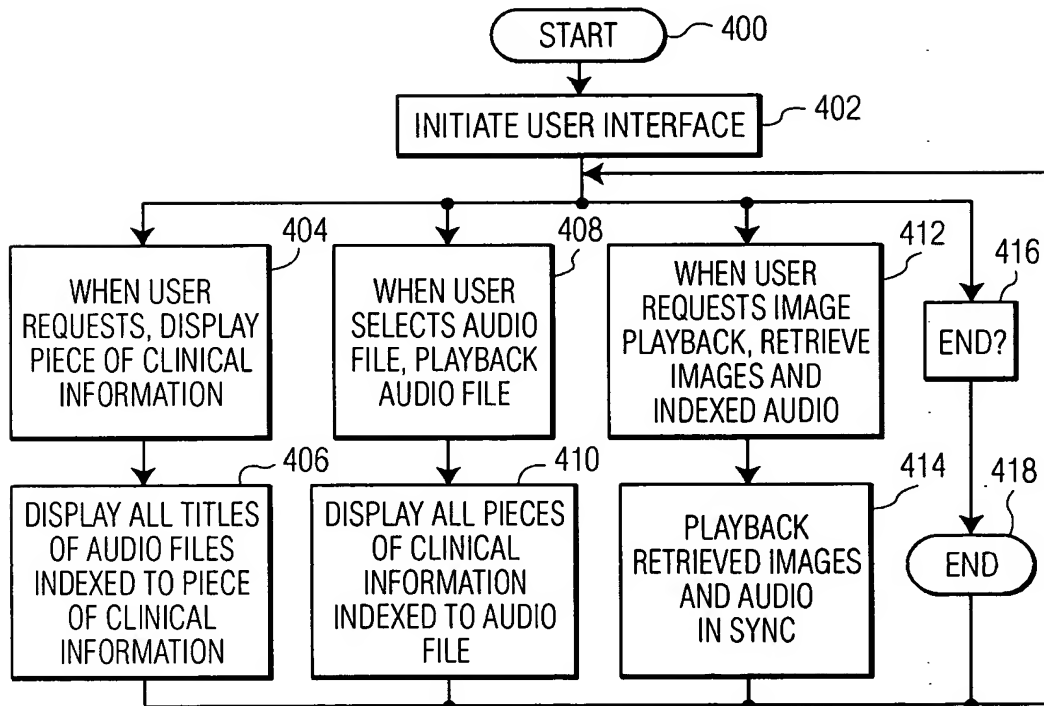 START
400
INITIATE USER INTERFACE
402
404
WHEN USER
REQUESTS, DISPLAY
PIECE OF CLINICAL
INFORMATION
408
WHEN USER
SELECTS AUDIO
FILE, PLAYBACK
AUDIO FILE
412
WHEN USER
REQUESTS IMAGE
PLAYBACK, RETRIEVE
IMAGES AND
INDEXED AUDIO
416
END?
406
DISPLAY ALL TITLES
OF AUDIO FILES
INDEXED TO PIECE
OF CLINICAL
INFORMATION
410
DISPLAY ALL PIECES
OF CLINICAL
INFORMATION
INDEXED TO AUDIO
FILE
414
PLAYBACK
RETRIEVED IMAGES
AND AUDIO
IN SYNC
418
END